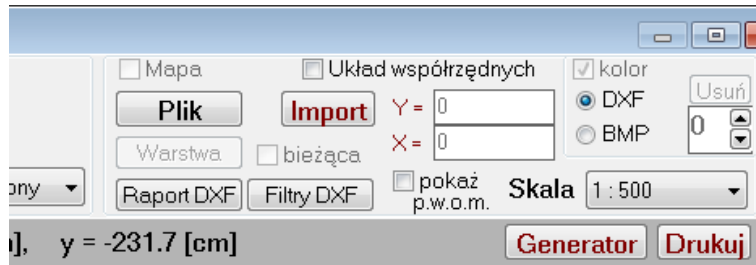 Mapa
Układ współrzędnych
kolor
Plik
Import
Y = 0
DXF
Usuń
X = 0
BMP
0
Warstwa
bieżąca
ony
Raport DXF
Filtry DXF
pokaż
p.w.o.m.
Skala
1 : 500
], y = -231.7 [cm]
Generator
Drukuj